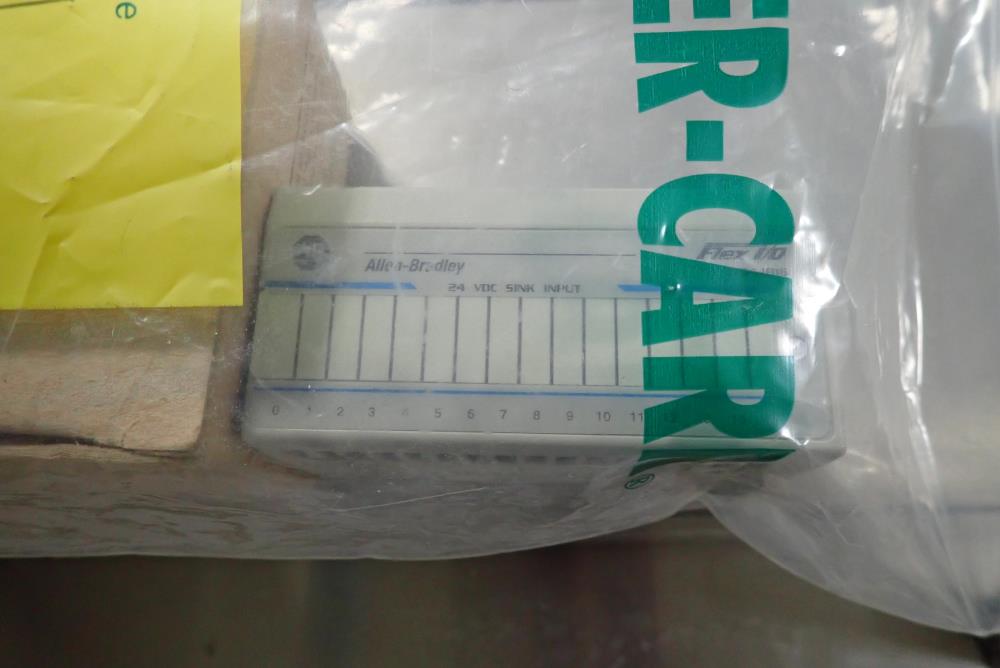 e
ER-CAR
®
Allen-Bradley
Flex I/O
24 VDC SINK INPUT
0 1 2 3 4 5 6 7 8 9 10 11